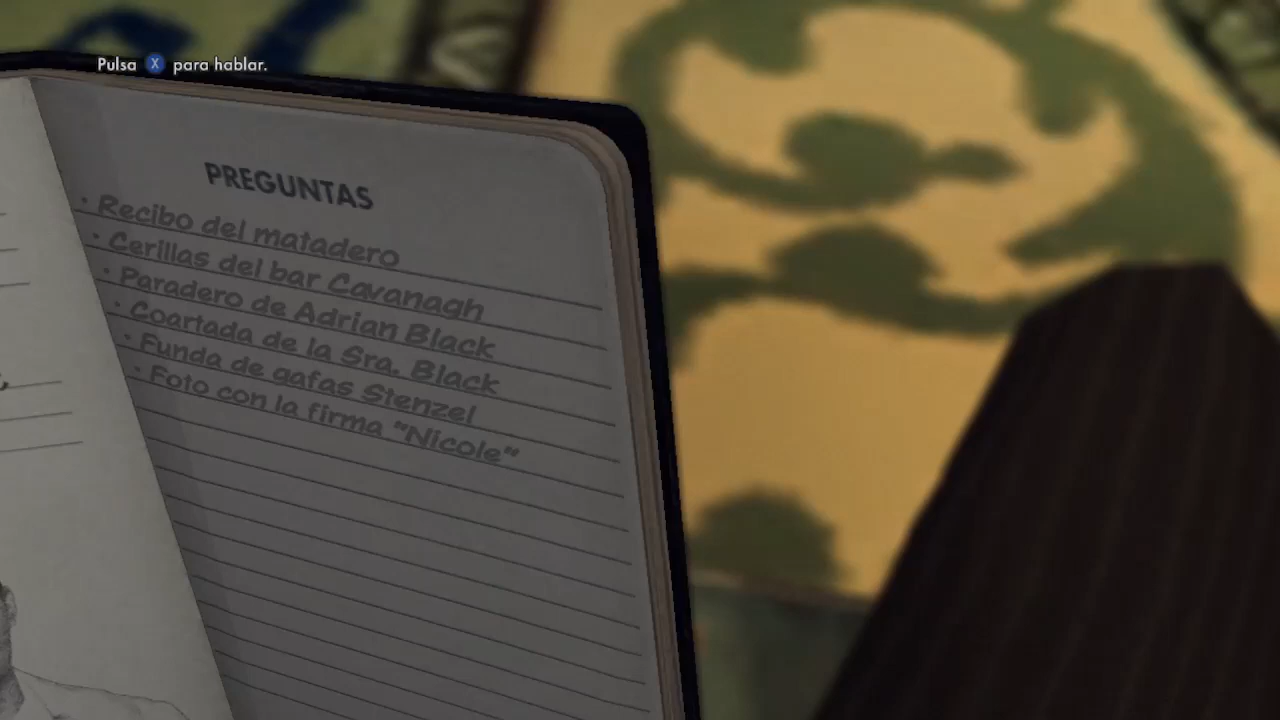 Pulsa X para hablar.
PREGUNTAS
· Recibo del matadero
· Cerillas del bar Cavanagh
· Paradero de Adrian Black
· Coartada de la Sra. Black
· Funda de gafas Stenzel
· Foto con la firma "Nicole"